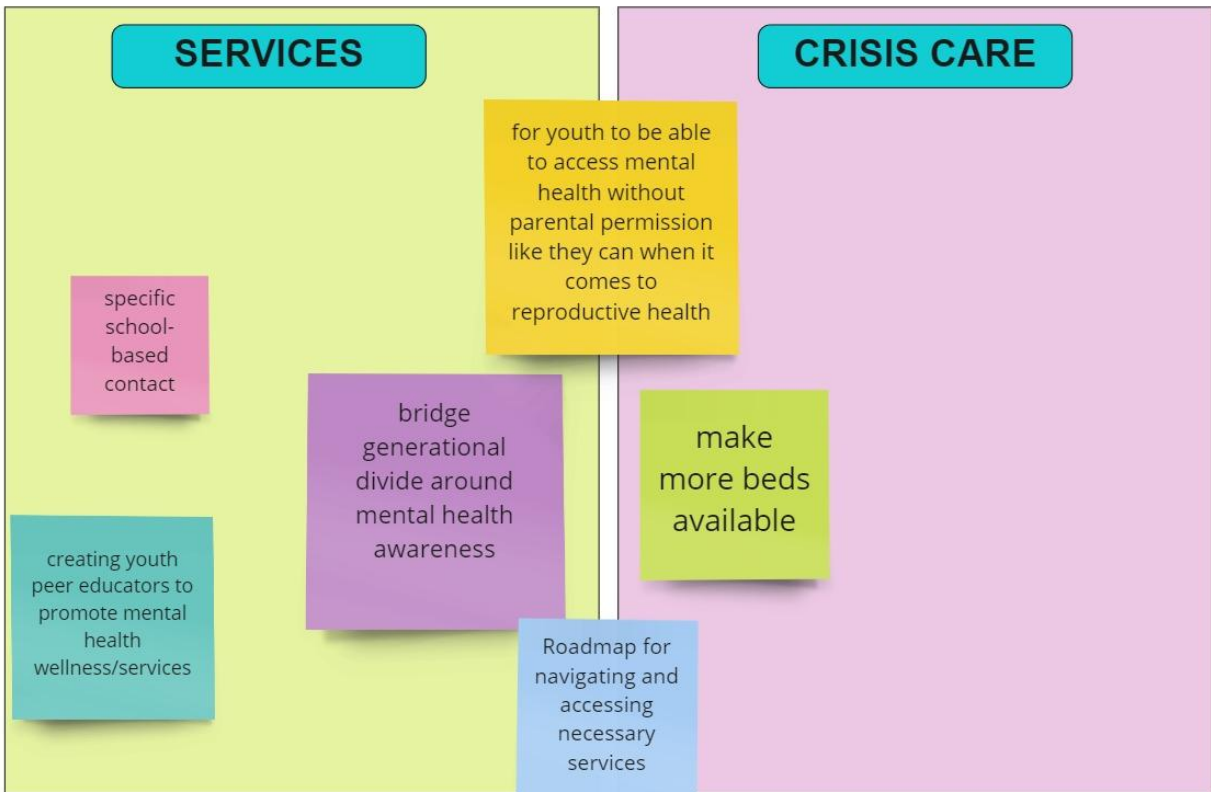 SERVICES
CRISIS CARE
for youth to be able
to access mental
health without
parental permission
like they can when it
comes to
reproductive health
specific
school-
based
contact
bridge
generational
divide around
mental health
awareness
make
more beds
available
creating youth
peer educators to
promote mental
health
wellness/services
Roadmap for
navigating and
accessing
necessary
services